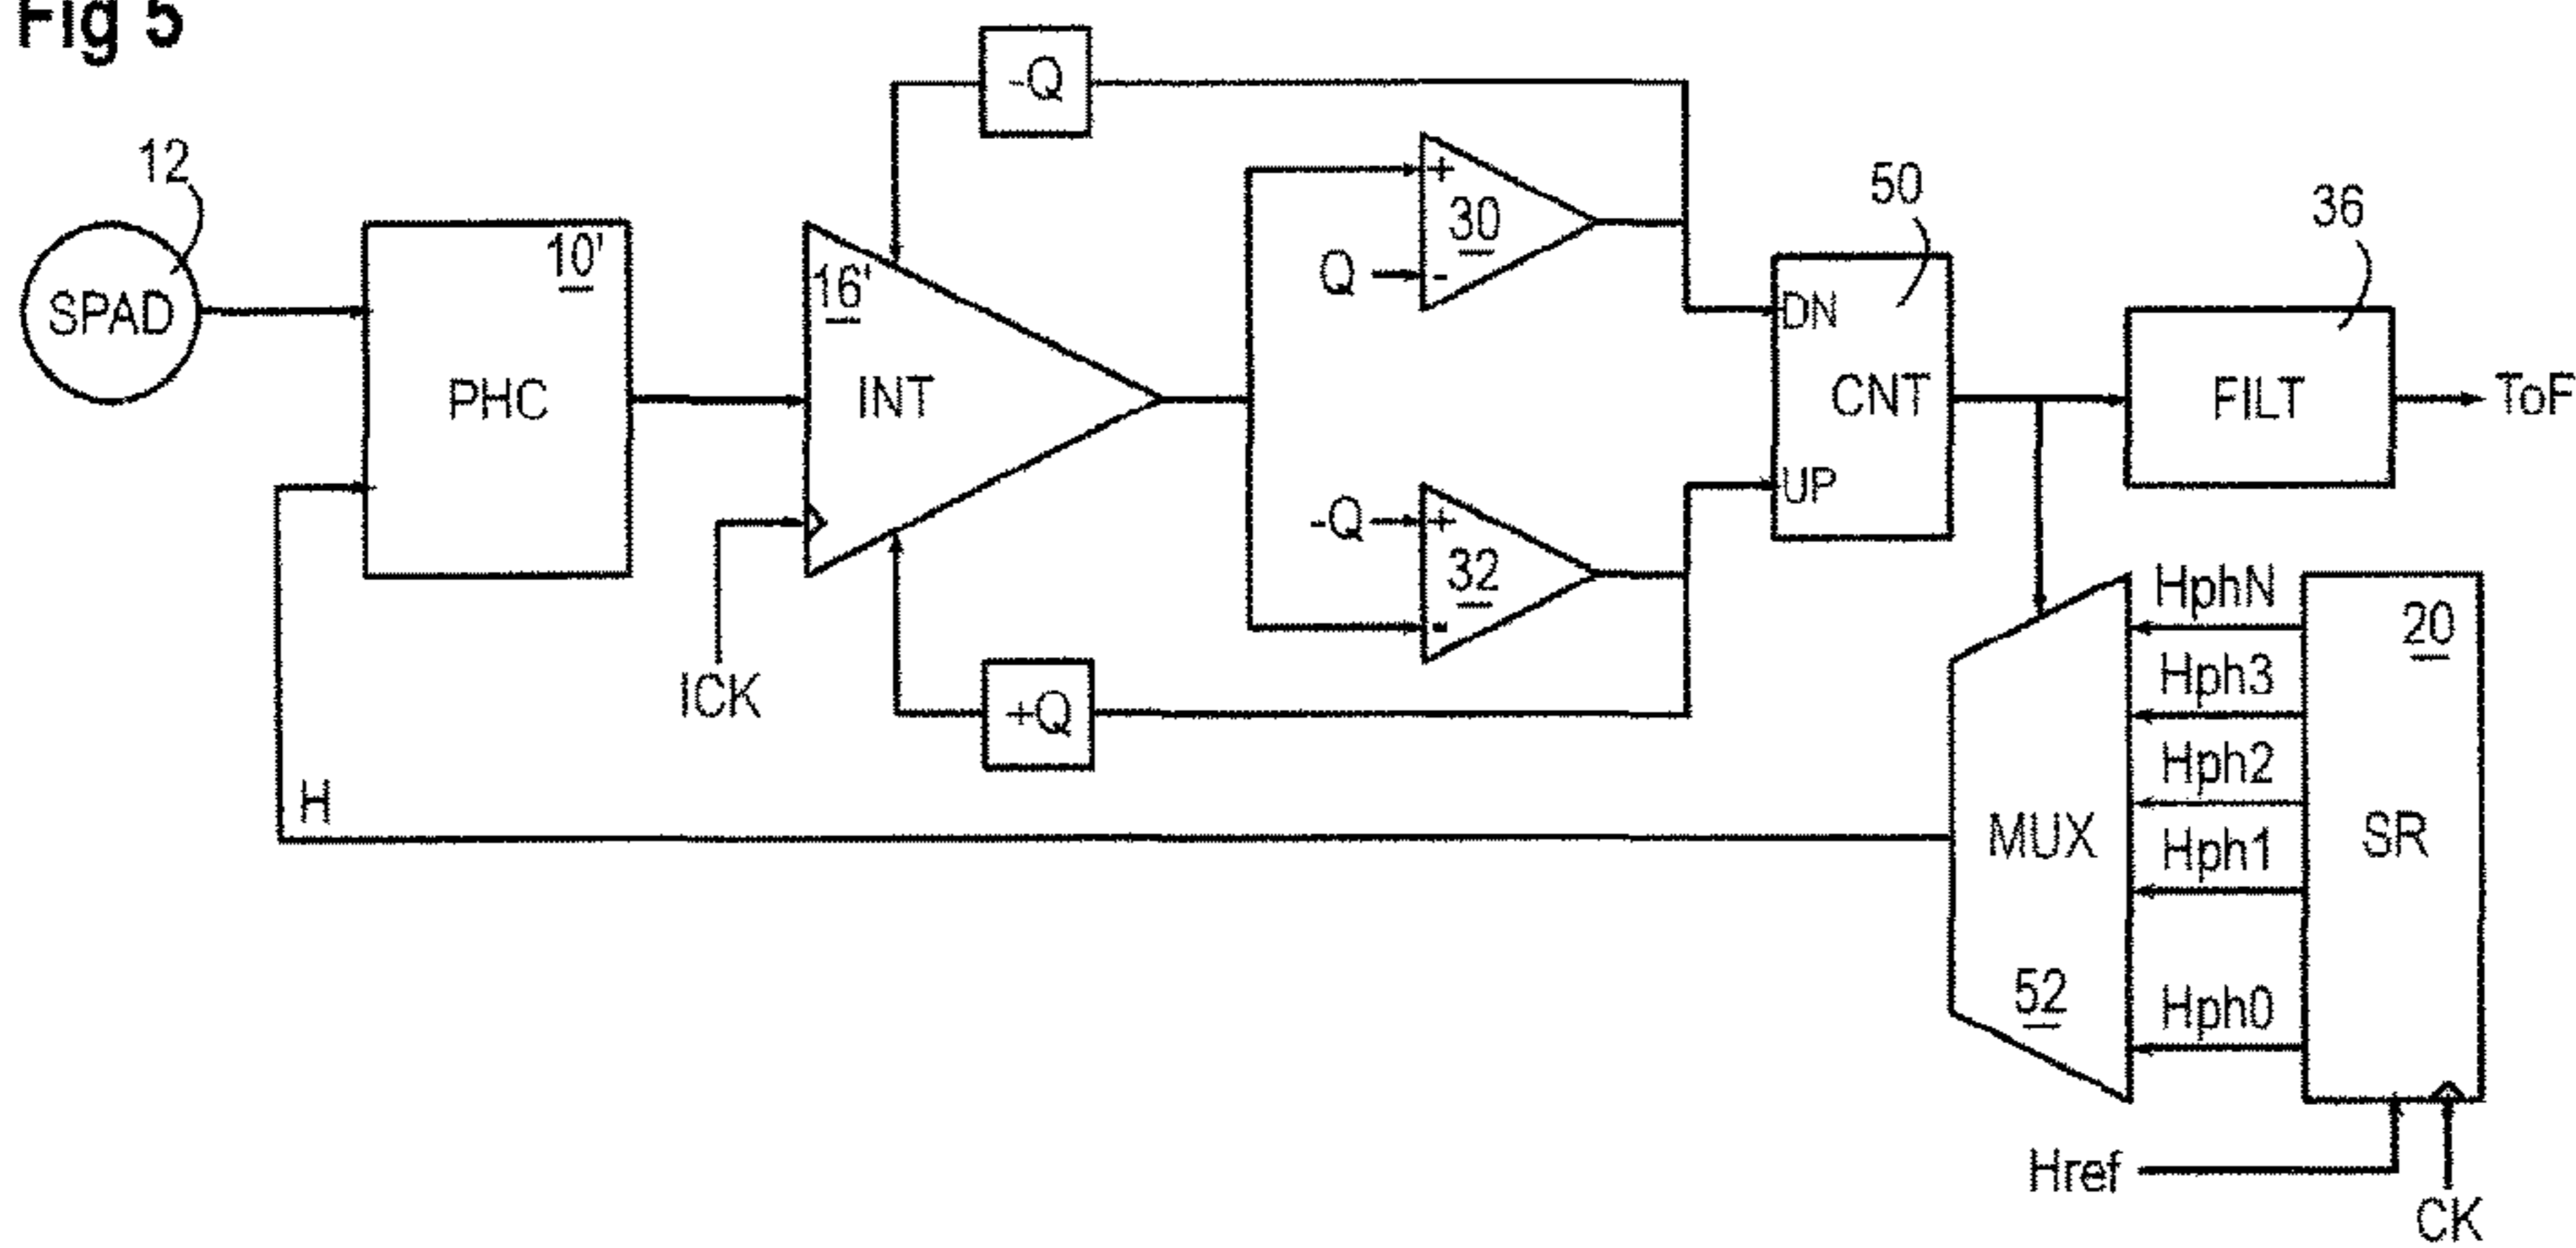 Fig 5
-Q
12
SPAD
10'
PHC
16'
INT
ICK
+Q
+
30
Q
-
-Q
+
32
-
50
DN
CNT
UP
36
FILT
ToF
HphN
Hph3
Hph2
Hph1
Hph0
MUX
52
20
SR
H
Href
CK